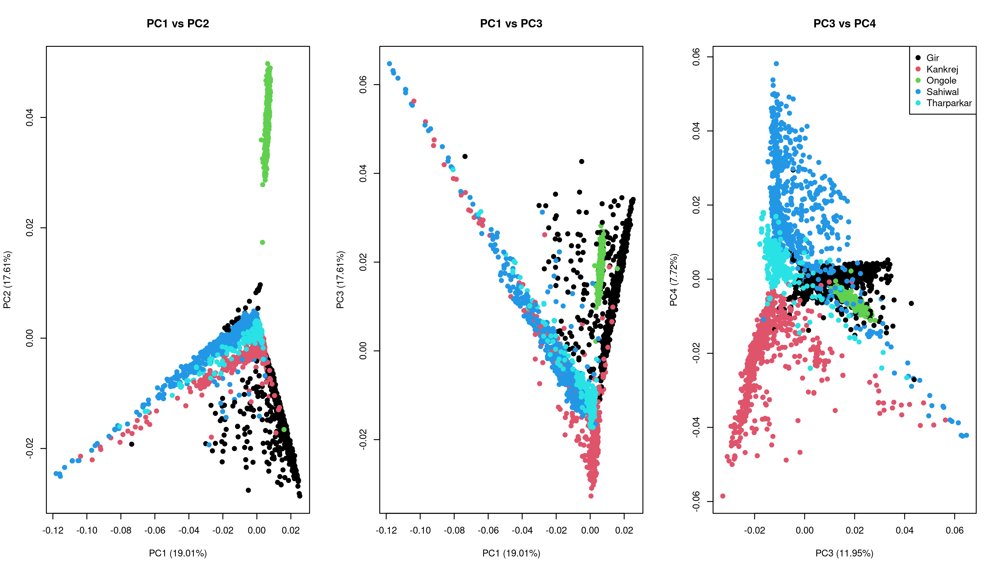 PC1 vs PC2
0.04
0.02
0.00
-0.02
PC2 (17.61%)
-0.12 -0.10 -0.08 -0.06 -0.04 -0.02 0.00 0.02
PC1 (19.01%)
PC1 vs PC3
0.06
0.04
0.02
0.00
-0.02
PC3 (17.61%)
-0.12 -0.10 -0.08 -0.06 -0.04 -0.02 0.00 0.02
PC1 (19.01%)
PC3 vs PC4
Gir
Kankrej
Ongole
Sahiwal
Tharparkar
0.06
0.04
0.02
0.00
-0.02
-0.04
-0.06
PC4 (7.72%)
-0.02 0.00 0.02 0.04 0.06
PC3 (11.95%)